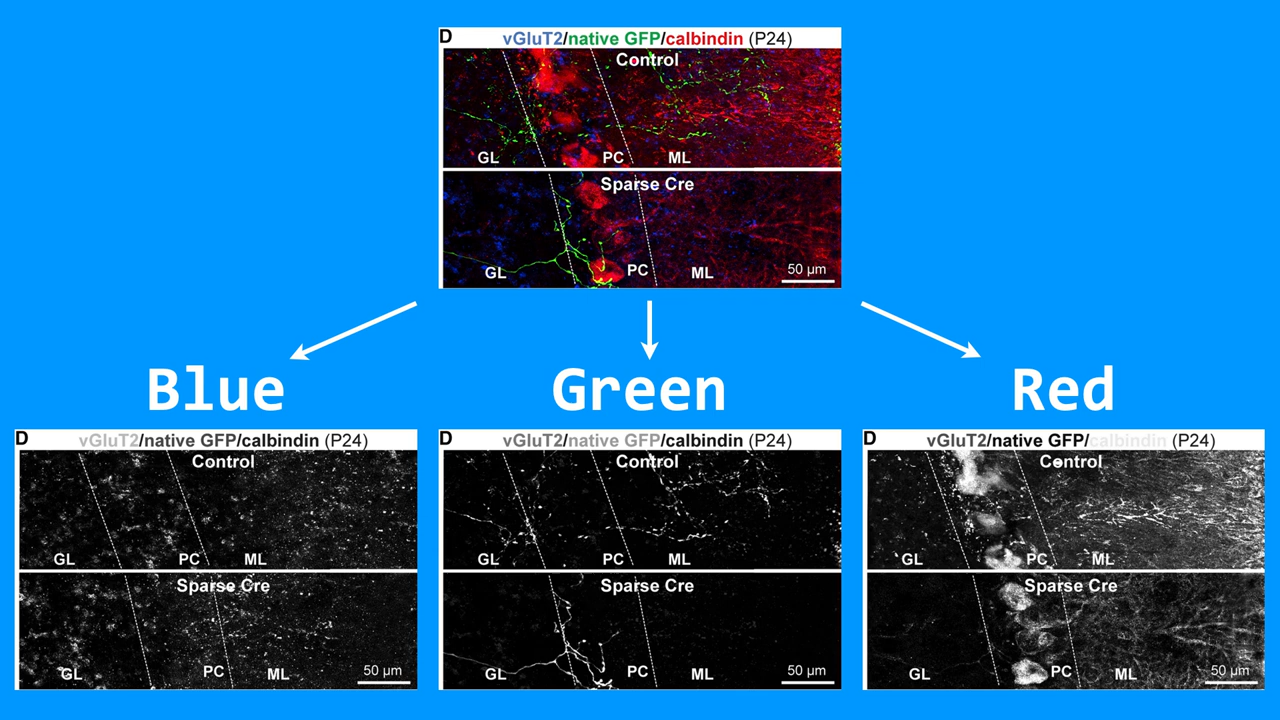 D vGluT2/native GFP/calbindin (P24)
Control
GL PC ML
Sparse Cre
GL PC ML 50 µm
Blue Green Red
D vGluT2/native GFP/calbindin (P24)
Control
GL PC ML
Sparse Cre
GL PC ML 50 µm
D vGluT2/native GFP/calbindin (P24)
Control
GL PC ML
Sparse Cre
GL PC ML 50 µm
D vGluT2/native GFP/calbindin (P24)
Control
GL PC ML
Sparse Cre
GL PC ML 50 µm